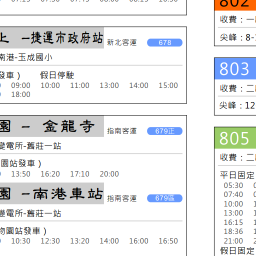 上 -捷運市政府站 新北客運 678
南港-玉成國小
發車） 假日停駛
09:00 10:00 11:00 13:00 14:00 15:00
18:00
園 - 金龍寺 指南客運 679正
變電所-舊莊一站
園站發車）
13:50 16:20 17:10 20:00
園 -南港車站 指南客運 679區
變電所-舊莊一站
物園站發車）
10:30 12:30 13:20 14:00 16:00 16:50
802
收費：一
尖峰：8-
803
收費：二
尖峰：12
805
收費：二
平日固定
05:30
07:40
10:00
13:00
16:15
18:36
21:00
假日固定